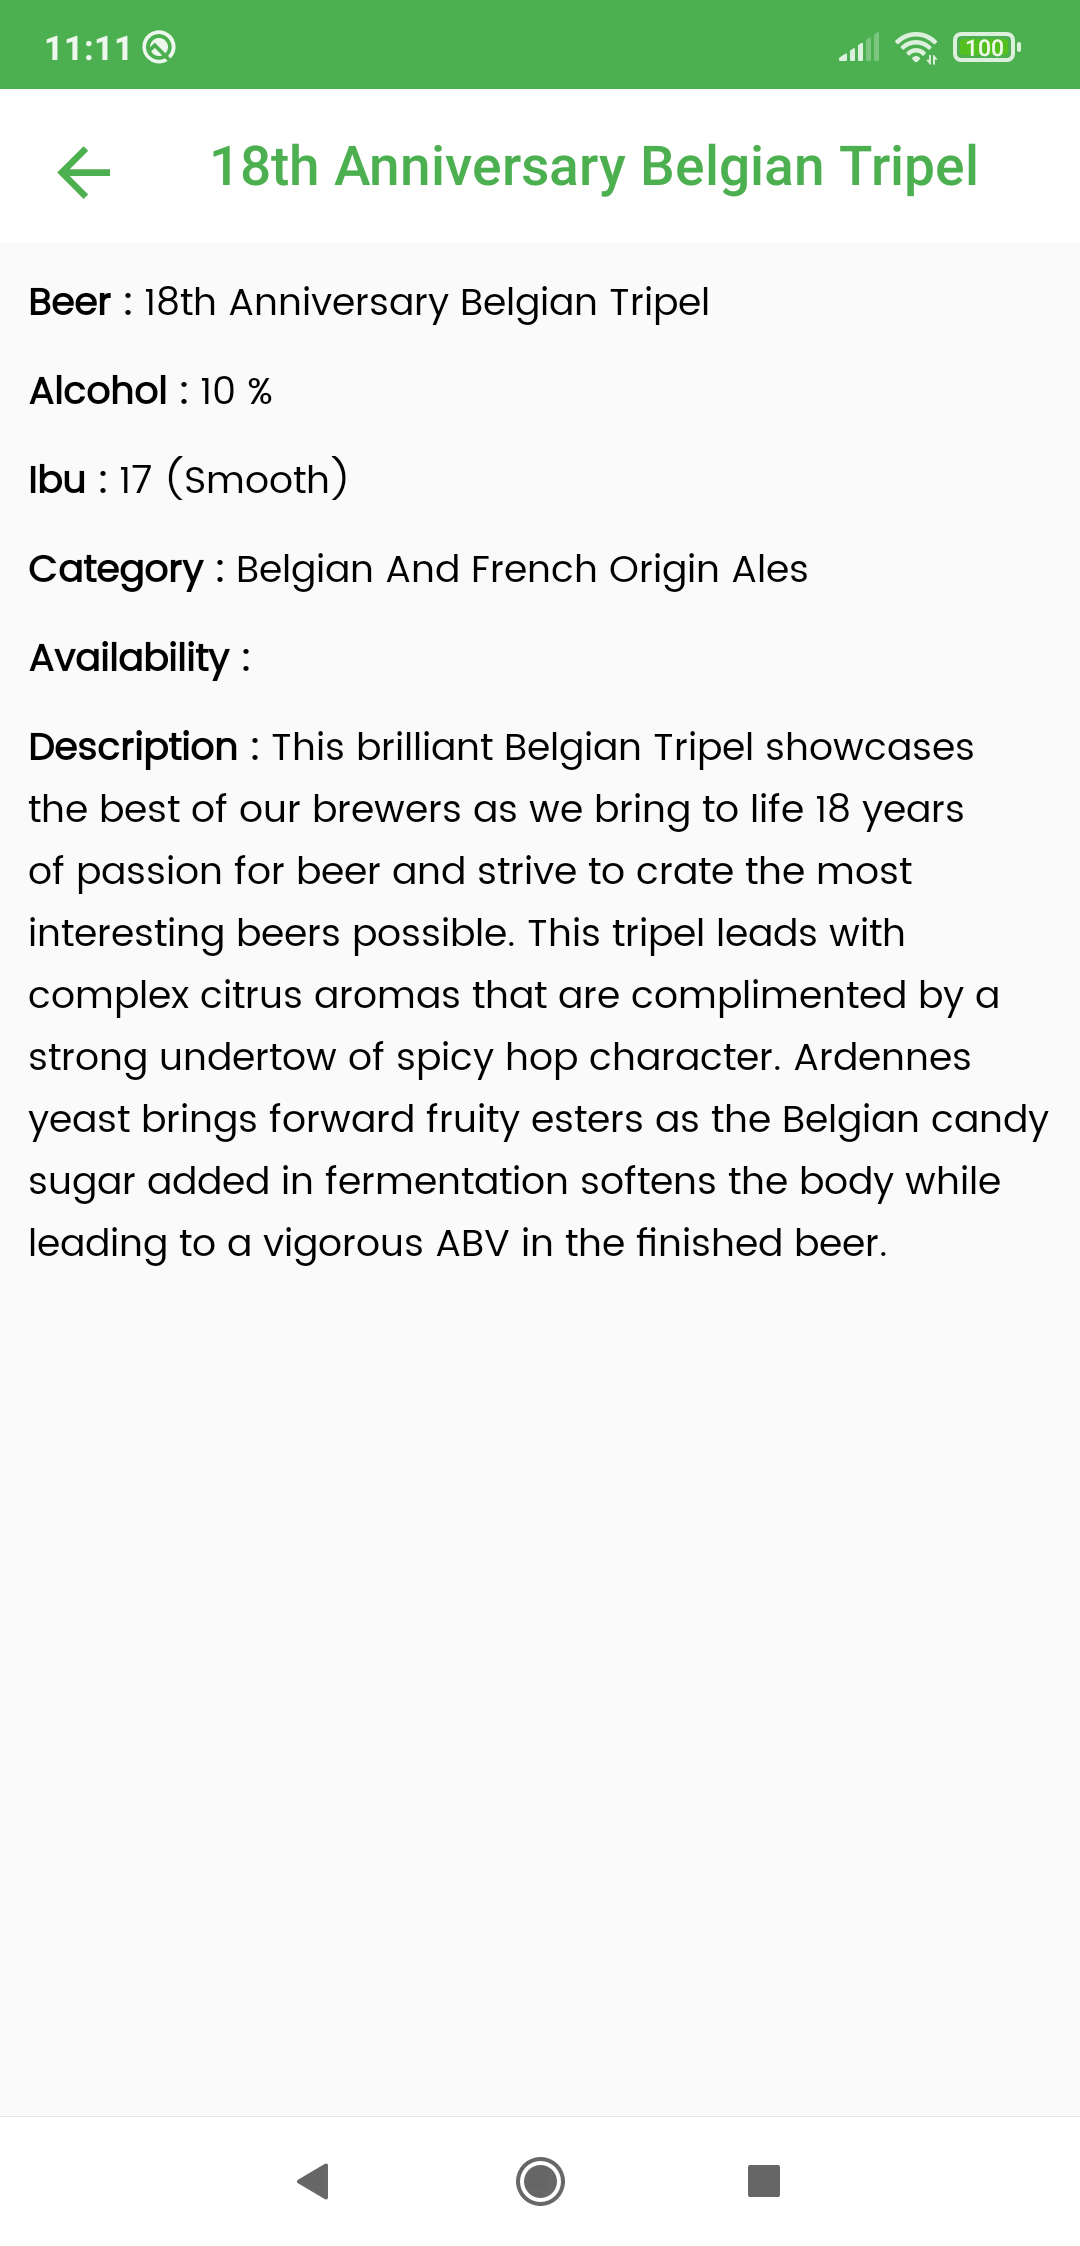 11:11
100
18th Anniversary Belgian Tripel
Beer : 18th Anniversary Belgian Tripel
Alcohol : 10 %
Ibu : 17 (Smooth)
Category : Belgian And French Origin Ales
Availability :
Description : This brilliant Belgian Tripel showcases
the best of our brewers as we bring to life 18 years
of passion for beer and strive to crate the most
interesting beers possible. This tripel leads with
complex citrus aromas that are complimented by a
strong undertow of spicy hop character. Ardennes
yeast brings forward fruity esters as the Belgian candy
sugar added in fermentation softens the body while
leading to a vigorous ABV in the finished beer.